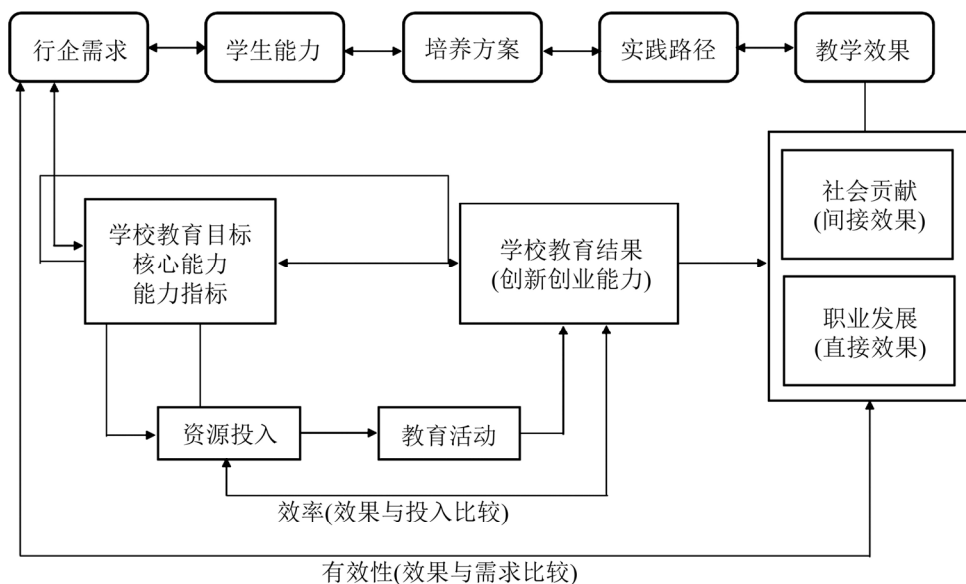 行企需求
学生能力
培养方案
实践路径
教学效果
社会贡献
(间接效果)
学校教育目标
核心能力
能力指标
学校教育结果
(创新创业能力)
职业发展
(直接效果)
资源投入
教育活动
效率(效果与投入比较)
有效性(效果与需求比较)